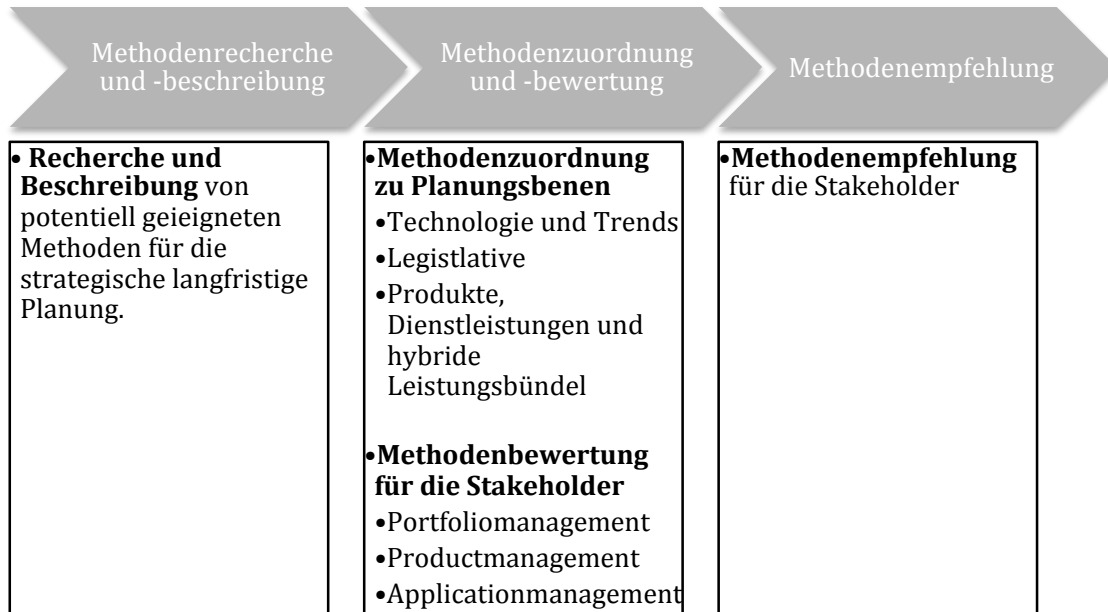 Methodenrecherche
und -beschreibung
Methodenzuordnung
und -bewertung
Methodenempfehlung
• Recherche und
Beschreibung von
potentiell geieigneten
Methoden für die
strategische langfristige
Planung.
•Methodenzuordnung
zu Planungsbenen
•Technologie und Trends
•Legistlative
•Produkte,
Dienstleistungen und
hybride
Leistungsbündel
•Methodenbewertung
für die Stakeholder
•Portfoliomanagement
•Productmanagement
•Applicationmanagement
•Methodenempfehlung
für die Stakeholder